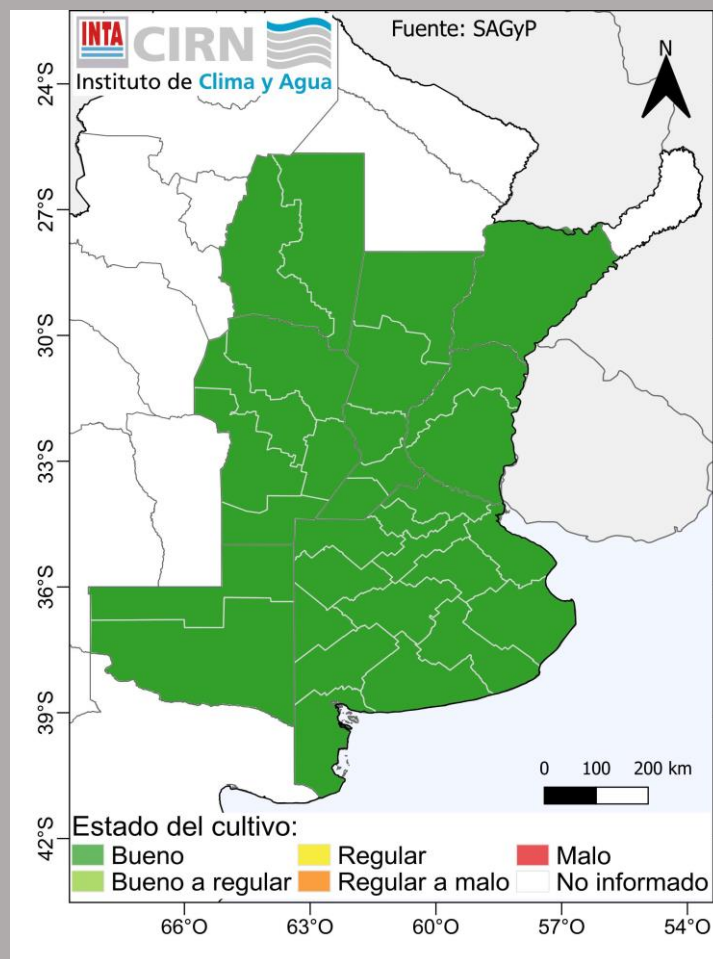 INTA CIRN
Instituto de Clima y Agua
Fuente: SAGyP
N
24°S
27°S
30°S
33°S
36°S
39°S
42°S
0 100 200 km
Estado del cultivo:
Bueno Regular Malo
Bueno a regular Regular a malo No informado
66°O 63°O 60°O 57°O 54°O